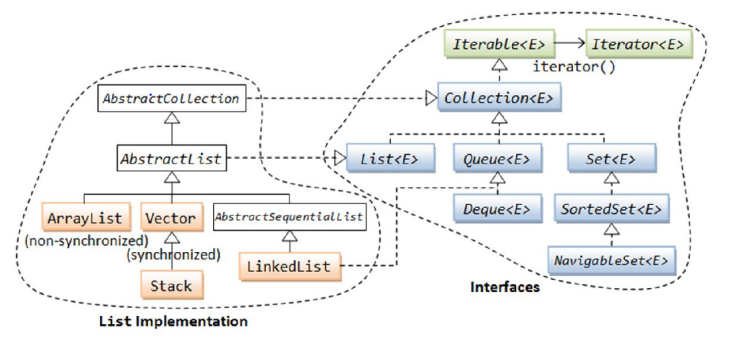 Iterable<E> Iterator<E>
iterator()
AbstractCollection Collection<E>
AbstractList List<E> Queue<E> Set<E>
ArrayList Vector AbstractSequentialList Deque<E> SortedSet<E>
(non-synchronized) (synchronized)
LinkedList NavigableSet<E>
Stack Interfaces
List Implementation